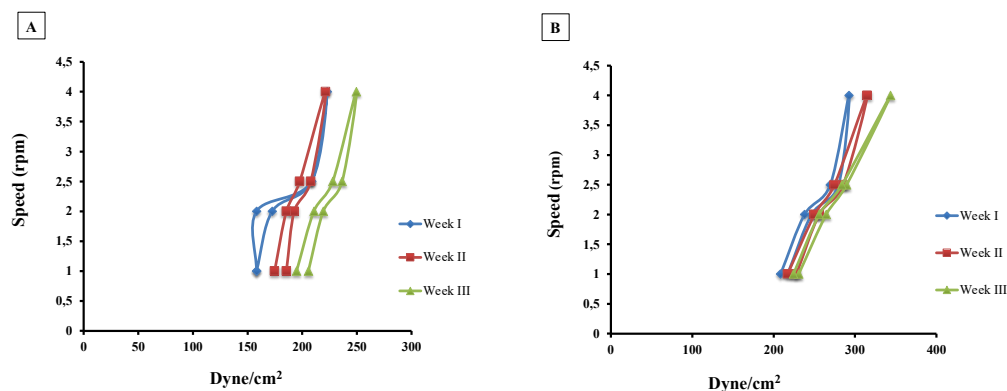 A
4,5
4
3,5
3
2,5
2
1,5
1
0,5
0
Speed (rpm)
0 50 100 150 200 250 300
Dyne/cm²
Week I
Week II
Week III
B
4,5
4
3,5
3
2,5
2
1,5
1
0,5
0
Speed (rpm)
0 100 200 300 400
Dyne/cm²
Week I
Week II
Week III